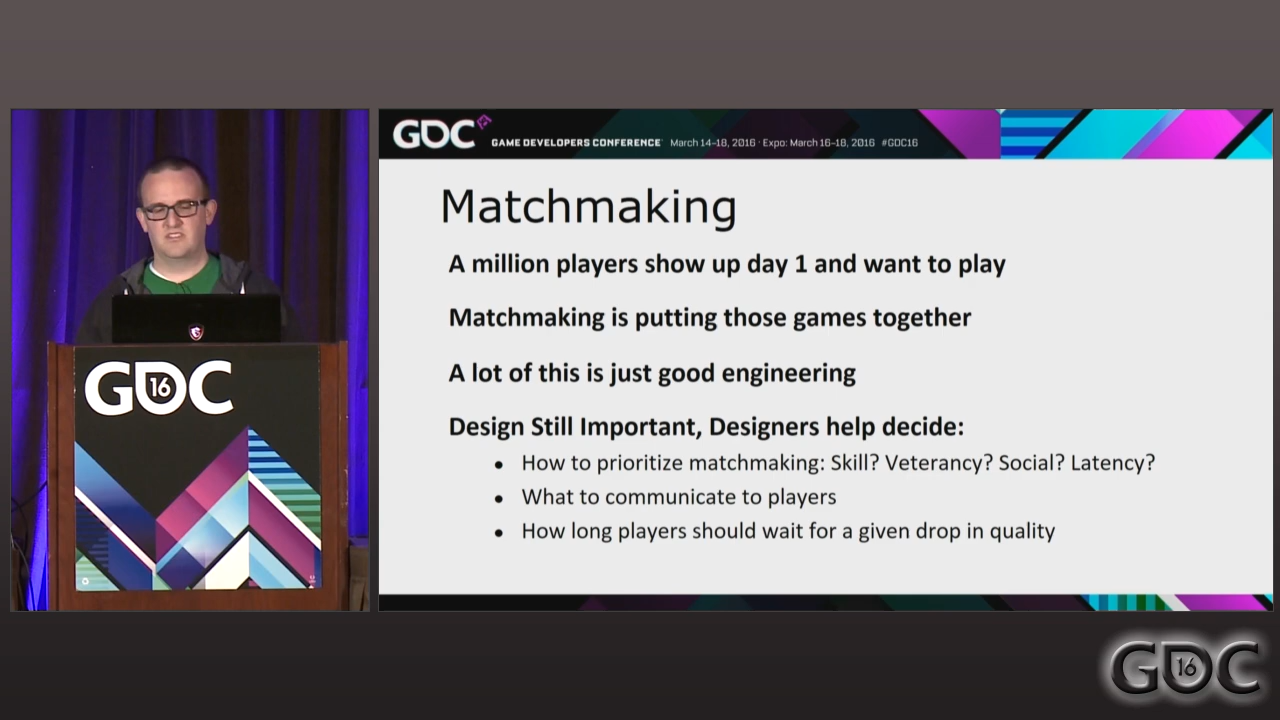 GDC
GAME DEVELOPERS CONFERENCE March 14-18, 2016 · Expo: March 16-18, 2016 #GDC16
Matchmaking
A million players show up day 1 and want to play
Matchmaking is putting those games together
A lot of this is just good engineering
Design Still Important, Designers help decide:
• How to prioritize matchmaking: Skill? Veterancy? Social? Latency?
• What to communicate to players
• How long players should wait for a given drop in quality
GDC 16
GDC 16